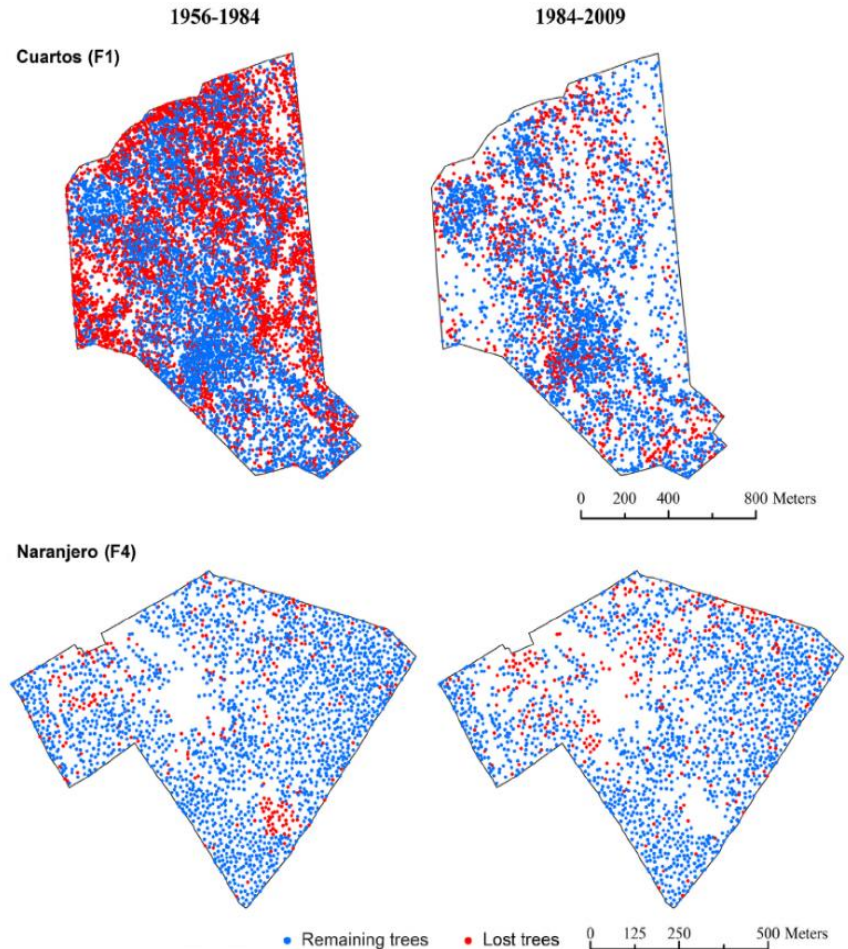 1956-1984 1984-2009
Cuartos (F1)
0 200 400 800 Meters
Naranjero (F4)
Remaining trees Lost trees 0 125 250 500 Meters